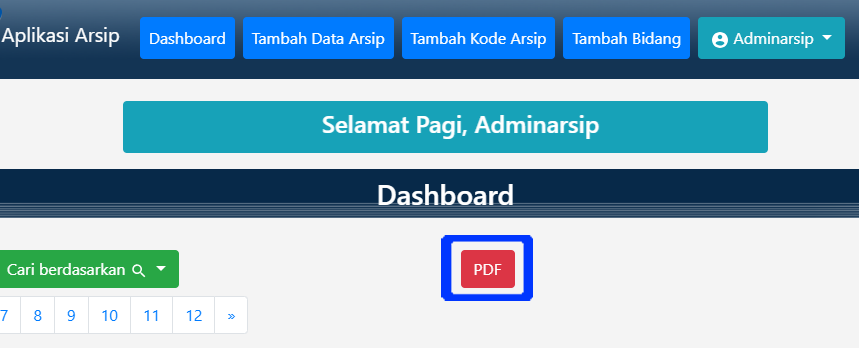 Aplikasi Arsip Dashboard Tambah Data Arsip Tambah Kode Arsip Tambah Bidang Adminarsip
Selamat Pagi, Adminarsip
Dashboard
Cari berdasarkan PDF
7 8 9 10 11 12 »